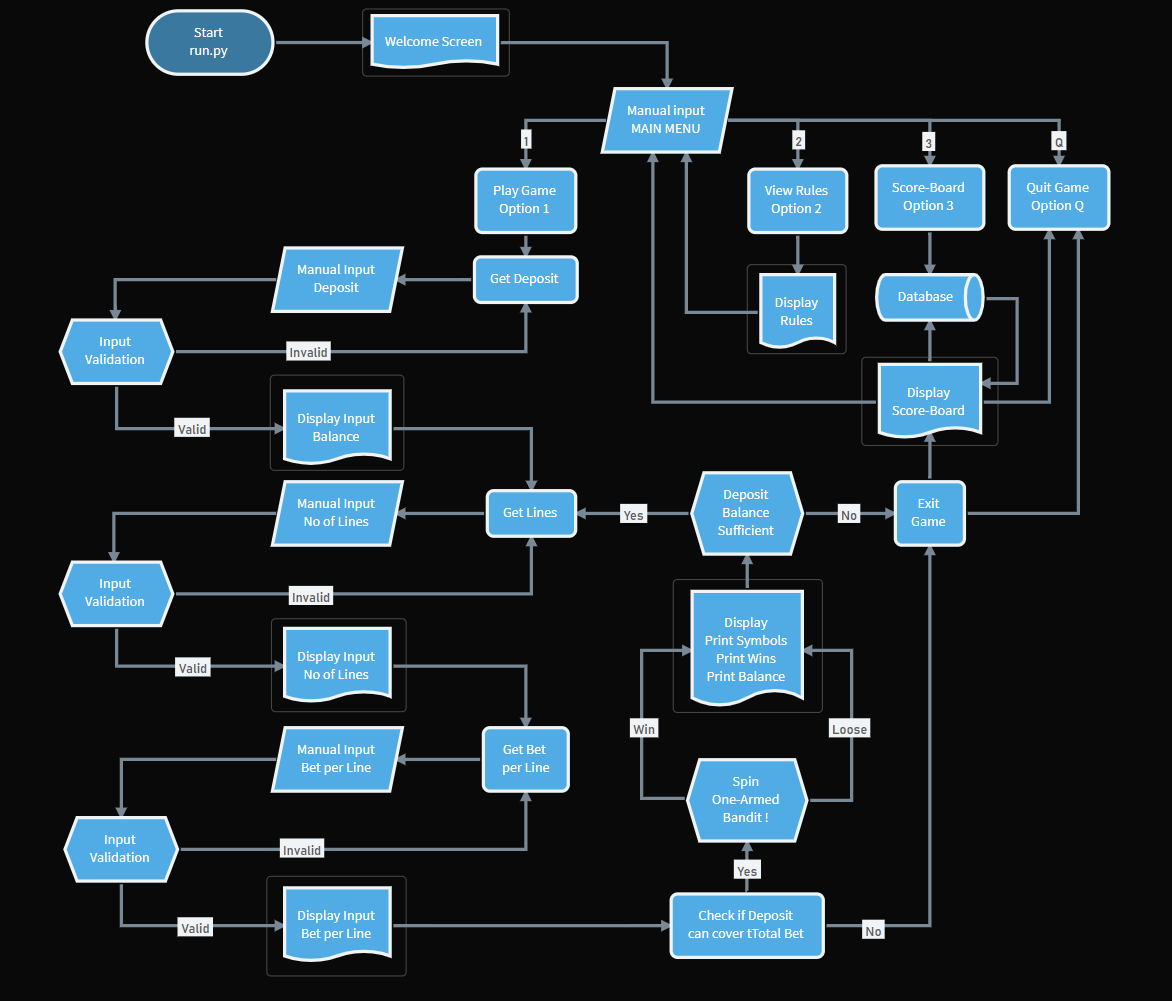 Start
run.py
Welcome Screen
Manual input
MAIN MENU
1
2
3
Q
Play Game
Option 1
View Rules
Option 2
Score-Board
Option 3
Quit Game
Option Q
Manual Input
Deposit
Get Deposit
Display
Rules
Database
Input
Validation
Invalid
Display
Score-Board
Valid
Display Input
Balance
Manual Input
No of Lines
Get Lines
Yes
Deposit
Balance
Sufficient
No
Exit
Game
Input
Validation
Invalid
Display
Print Symbols
Print Wins
Print Balance
Valid
Display Input
No of Lines
Win
Loose
Manual Input
Bet per Line
Get Bet
per Line
Spin
One-Armed
Bandit !
Input
Validation
Invalid
Yes
Valid
Display Input
Bet per Line
Check if Deposit
can cover tTotal Bet
No